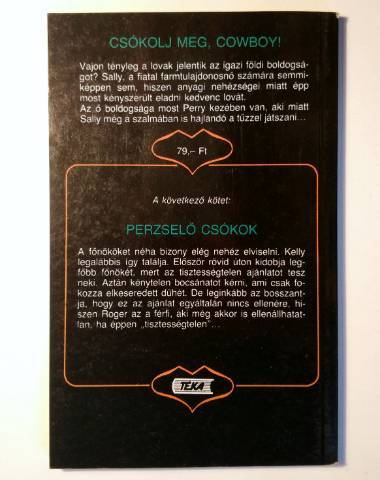 CSÓKOLJ MEG, COWBOY!
Vajon tényleg a lovak jelentik az igazi földi boldogsá-
got? Sally, a fiatal farmtulajdonosnő számára semmi-
képpen sem, hiszen anyagi nehézségei miatt épp
most kényszerült eladni kedvenc lovát.
Az ő boldogsága most Perry kezében van, aki miatt
Sally még a szalmában is hajlandó a tűzzel játszani...
79,– Ft
A következő kötet:
PERZSELŐ CSÓKOK
A főnököket néha bizony elég nehéz elviselni. Kelly
legalábbis így találja. Először rövid úton kidobja leg-
főbb főnökét, mert az tisztességtelen ajánlatot tesz
neki. Aztán kénytelen bocsánatot kérni, ami csak fo-
kozza elkeseredett dühét. De leginkább az bosszant-
ja, hogy ez az ajánlat egyáltalán nincs ellenére, hi-
szen Roger az a férfi, aki még akkor is ellenállhatat-
lan, ha éppen „tisztességtelen”...
TEKA